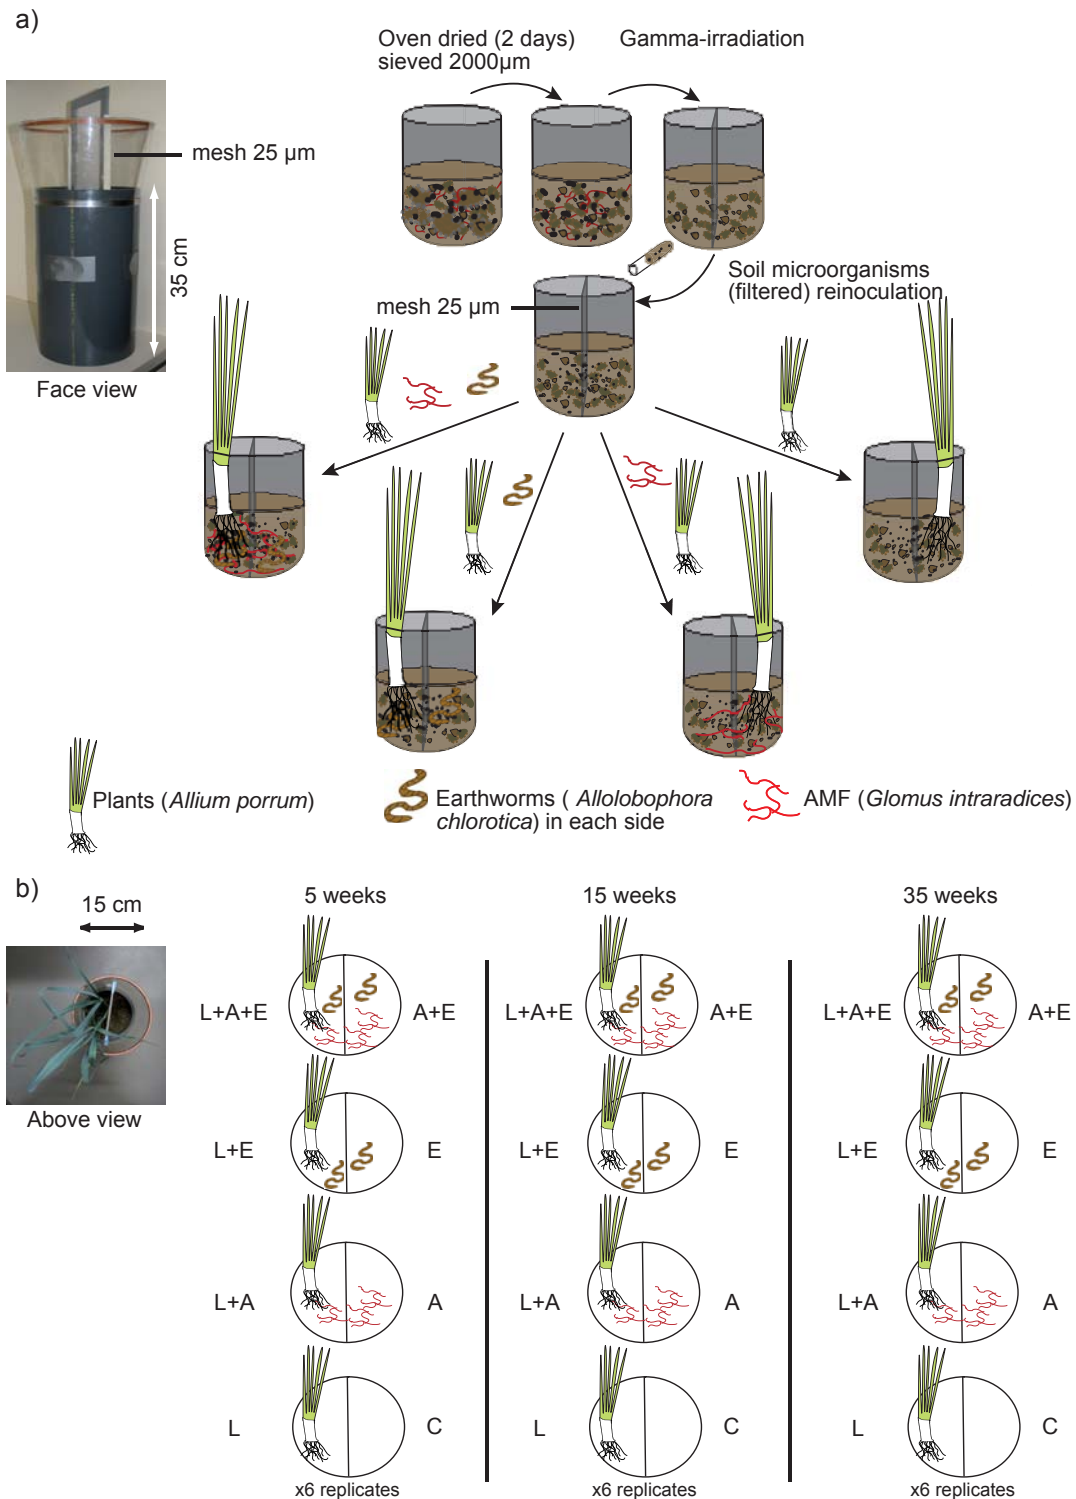 a)
Oven dried (2 days)
sieved 2000µm
Gamma-irradiation
mesh 25 µm
35 cm
Face view
Soil microorganisms
(filtered) reinoculation
mesh 25 µm
Plants (Allium porrum)
Earthworms ( Allolobophora
chlorotica) in each side
AMF (Glomus intraradices)
b)
15 cm
Above view
5 weeks
15 weeks
35 weeks
L+A+E
A+E
L+A+E
A+E
L+A+E
A+E
L+E
E
L+E
E
L+E
E
L+A
A
L+A
A
L+A
A
L
C
L
C
L
C
x6 replicates
x6 replicates
x6 replicates